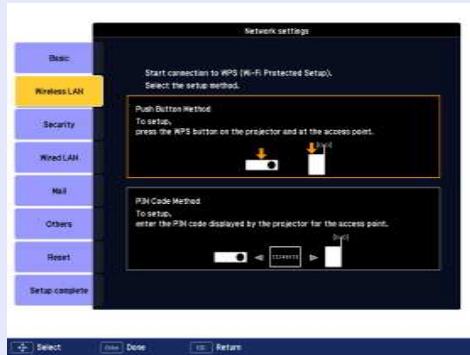 Network settings
Basic
Wireless LAN
Security
Wired LAN
Mail
Others
Reset
Setup complete
Start connection to WPS (Wi-Fi Protected Setup).
Select the setup method.
Push Button Method
To setup,
press the WPS button on the projector and at the access point.
PIN Code Method
To setup,
enter the PIN code displayed by the projector for the access point.
Select
Done
Return